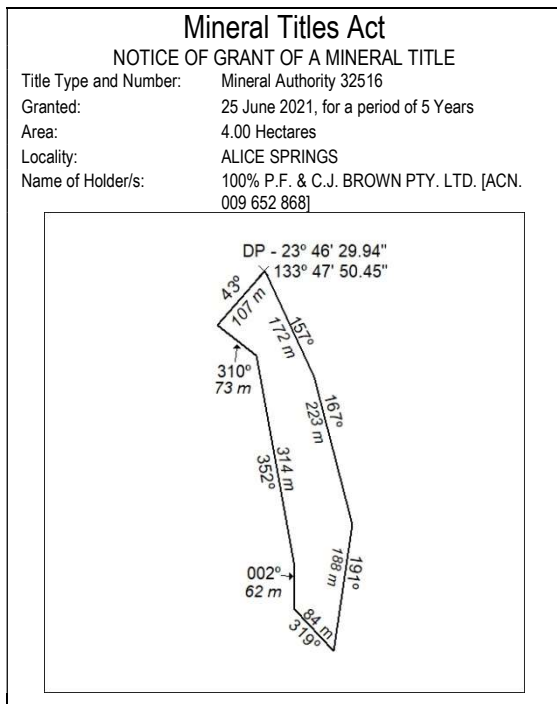 Mineral Titles Act
NOTICE OF GRANT OF A MINERAL TITLE
Title Type and Number: Mineral Authority 32516
Granted: 25 June 2021, for a period of 5 Years
Area: 4.00 Hectares
Locality: ALICE SPRINGS
Name of Holder/s: 100% P.F. & C.J. BROWN PTY. LTD. [ACN.
009 652 868]
DP - 23° 46' 29.94"
133° 47' 50.45"
43°
107 m
157°
172 m
310°
73 m
167°
223 m
314 m
352°
191°
188 m
002°
62 m
84 m
319°